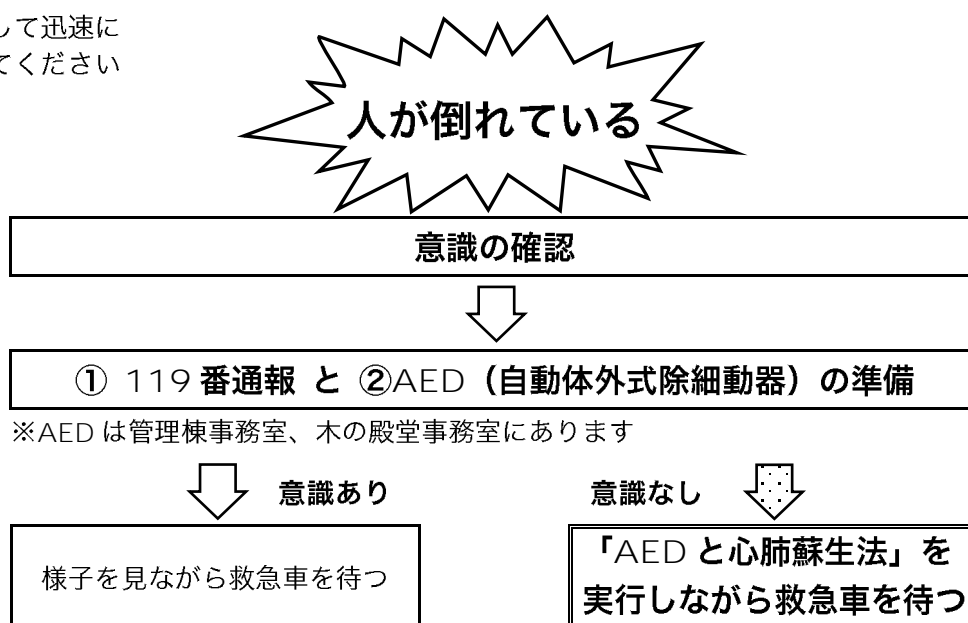 して迅速に
てください
人が倒れている
意識の確認
① 119 番通報 と ②AED（自動体外式除細動器）の準備
※AED は管理棟事務室、木の殿堂事務室にあります
意識あり
意識なし
様子を見ながら救急車を待つ
「AED と心肺蘇生法」を
実行しながら救急車を待つ